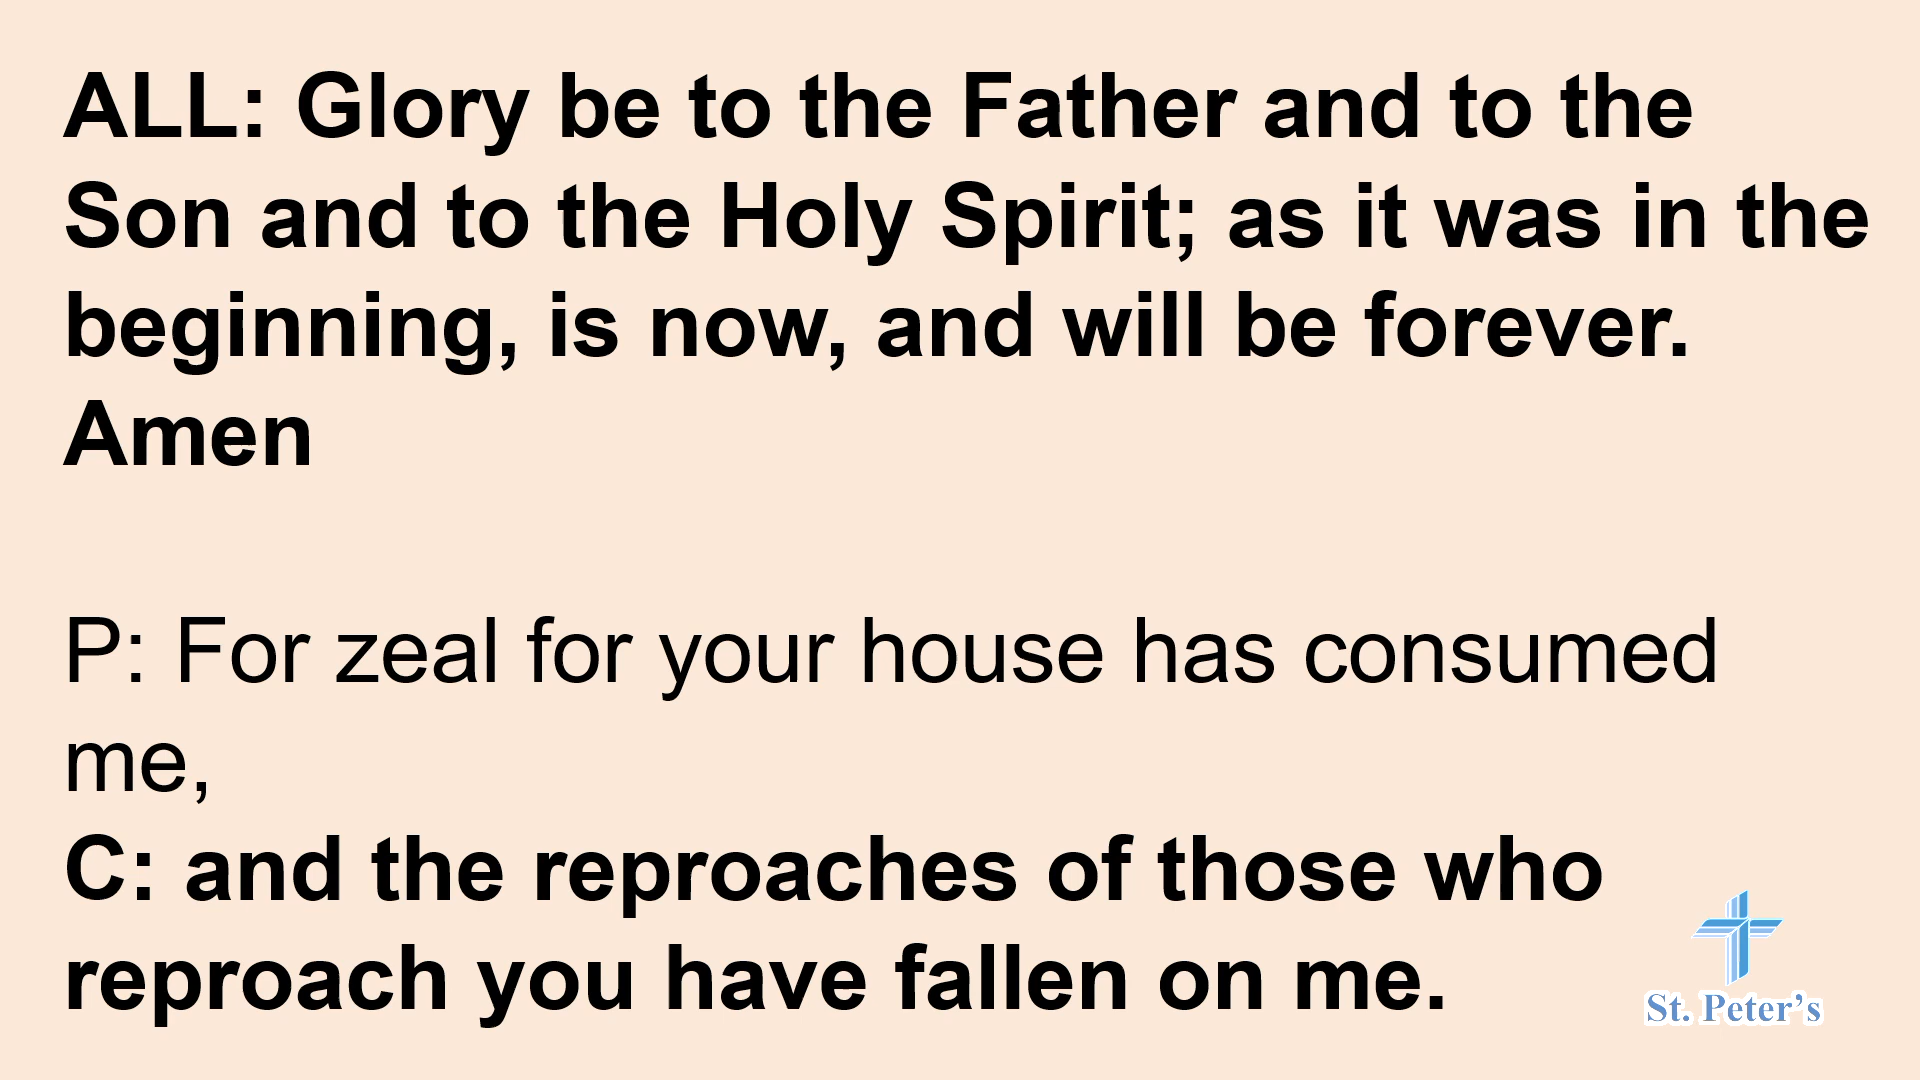 ALL: Glory be to the Father and to the
Son and to the Holy Spirit; as it was in the
beginning, is now, and will be forever.
Amen
P: For zeal for your house has consumed
me,
C: and the reproaches of those who
reproach you have fallen on me.
St. Peter’s